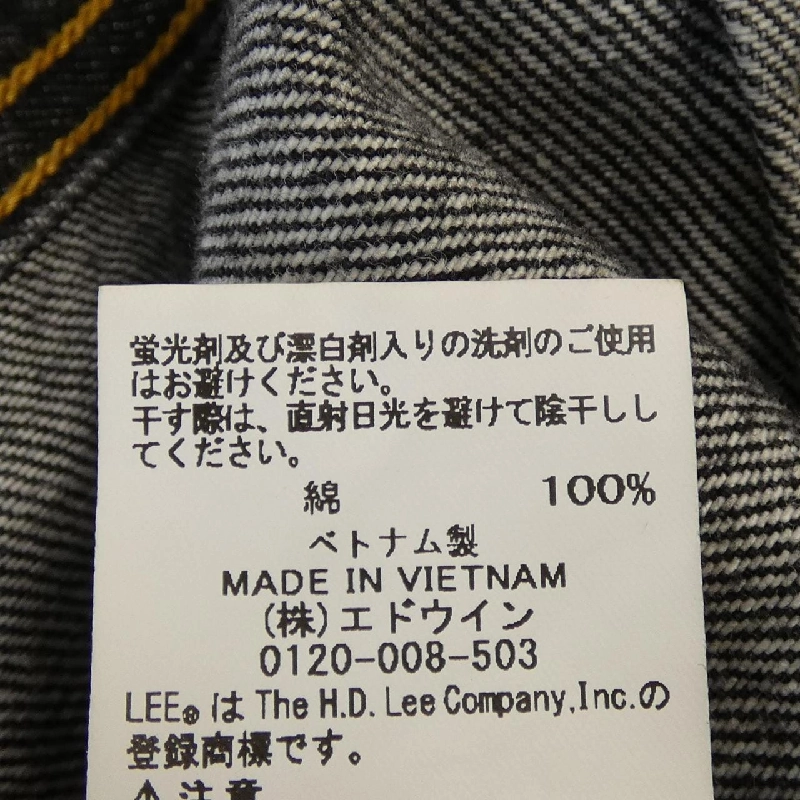 蛍光剤及び漂白剤入りの洗剤のご使用
はお避けください。
干す際は、直射日光を避けて陰干しし
てください。
綿 100%
ベトナム製
MADE IN VIETNAM
(株)エドウイン
0120-008-503
LEE®は The H.D. Lee Company,Inc.の
登録商標です。
⚠注意